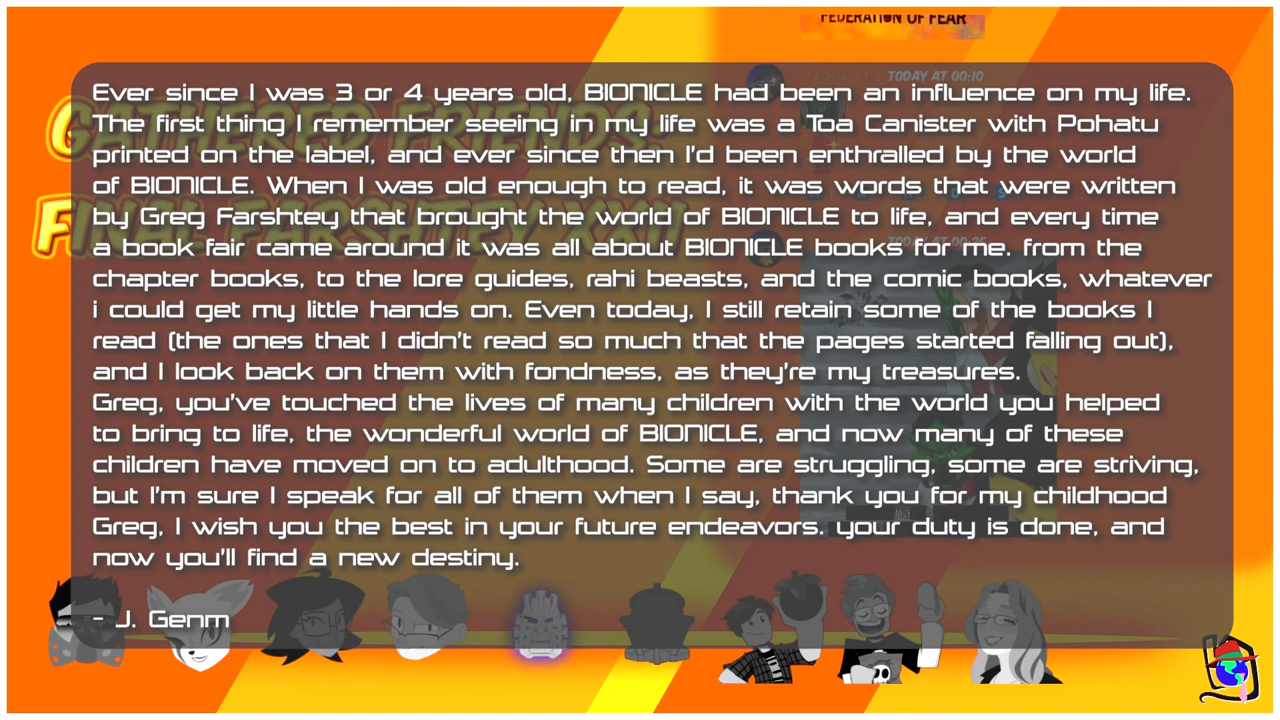 FEDERATION OF FEAR
TODAY AT 00:10
GATHERED FRIENDS:
FINAL FARSHTEY XXII
Ever since I was 3 or 4 years old, BIONICLE had been an influence on my life.
The first thing I remember seeing in my life was a Toa Canister with Pohatu
printed on the label, and ever since then I'd been enthralled by the world
of BIONICLE. When I was old enough to read, it was words that were written
by Greg Farshtey that brought the world of BIONICLE to life, and every time
a book fair came around it was all about BIONICLE books for me. from the
chapter books, to the lore guides, rahi beasts, and the comic books, whatever
i could get my little hands on. Even today, I still retain some of the books I
read (the ones that I didn't read so much that the pages started falling out),
and I look back on them with fondness, as they're my treasures.
Greg, you've touched the lives of many children with the world you helped
to bring to life, the wonderful world of BIONICLE, and now many of these
children have moved on to adulthood. Some are struggling, some are striving,
but I'm sure I speak for all of them when I say, thank you for my childhood
Greg, I wish you the best in your future endeavors. your duty is done, and
now you'll find a new destiny.
- J. Genm